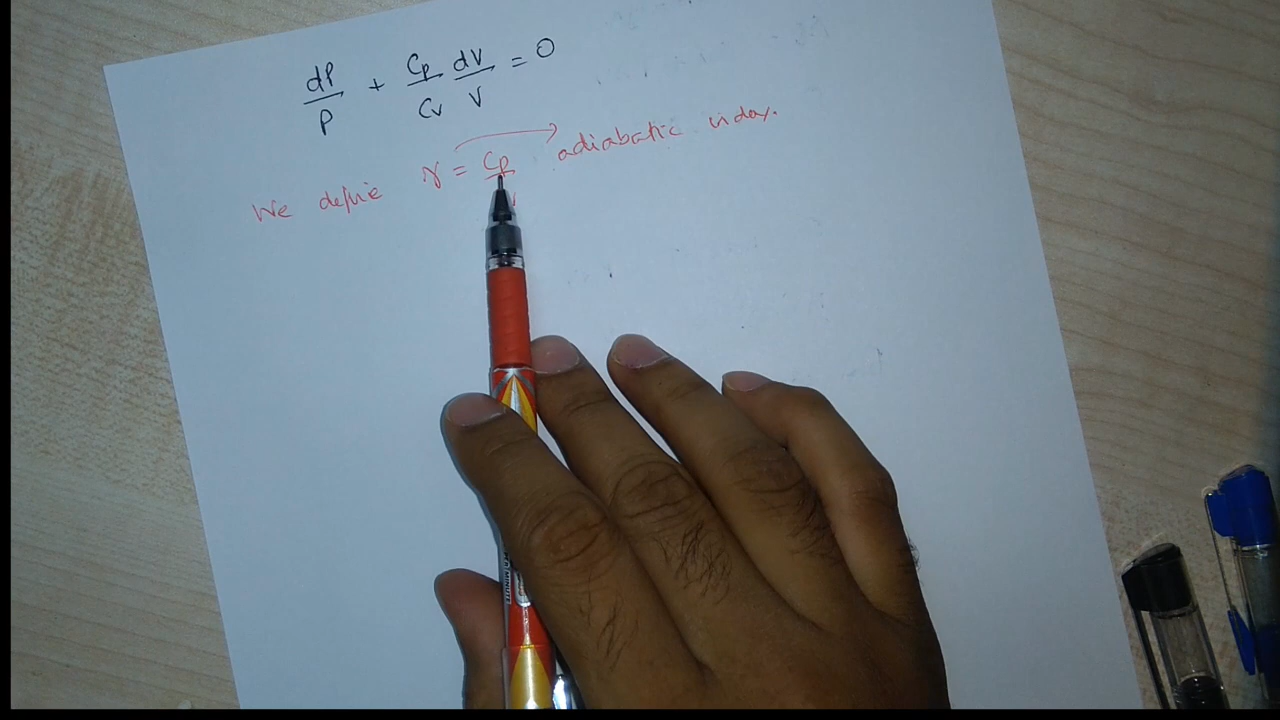 dP/P + Cp/Cv dV/V = 0
We define γ = Cp/v adiabatic index.